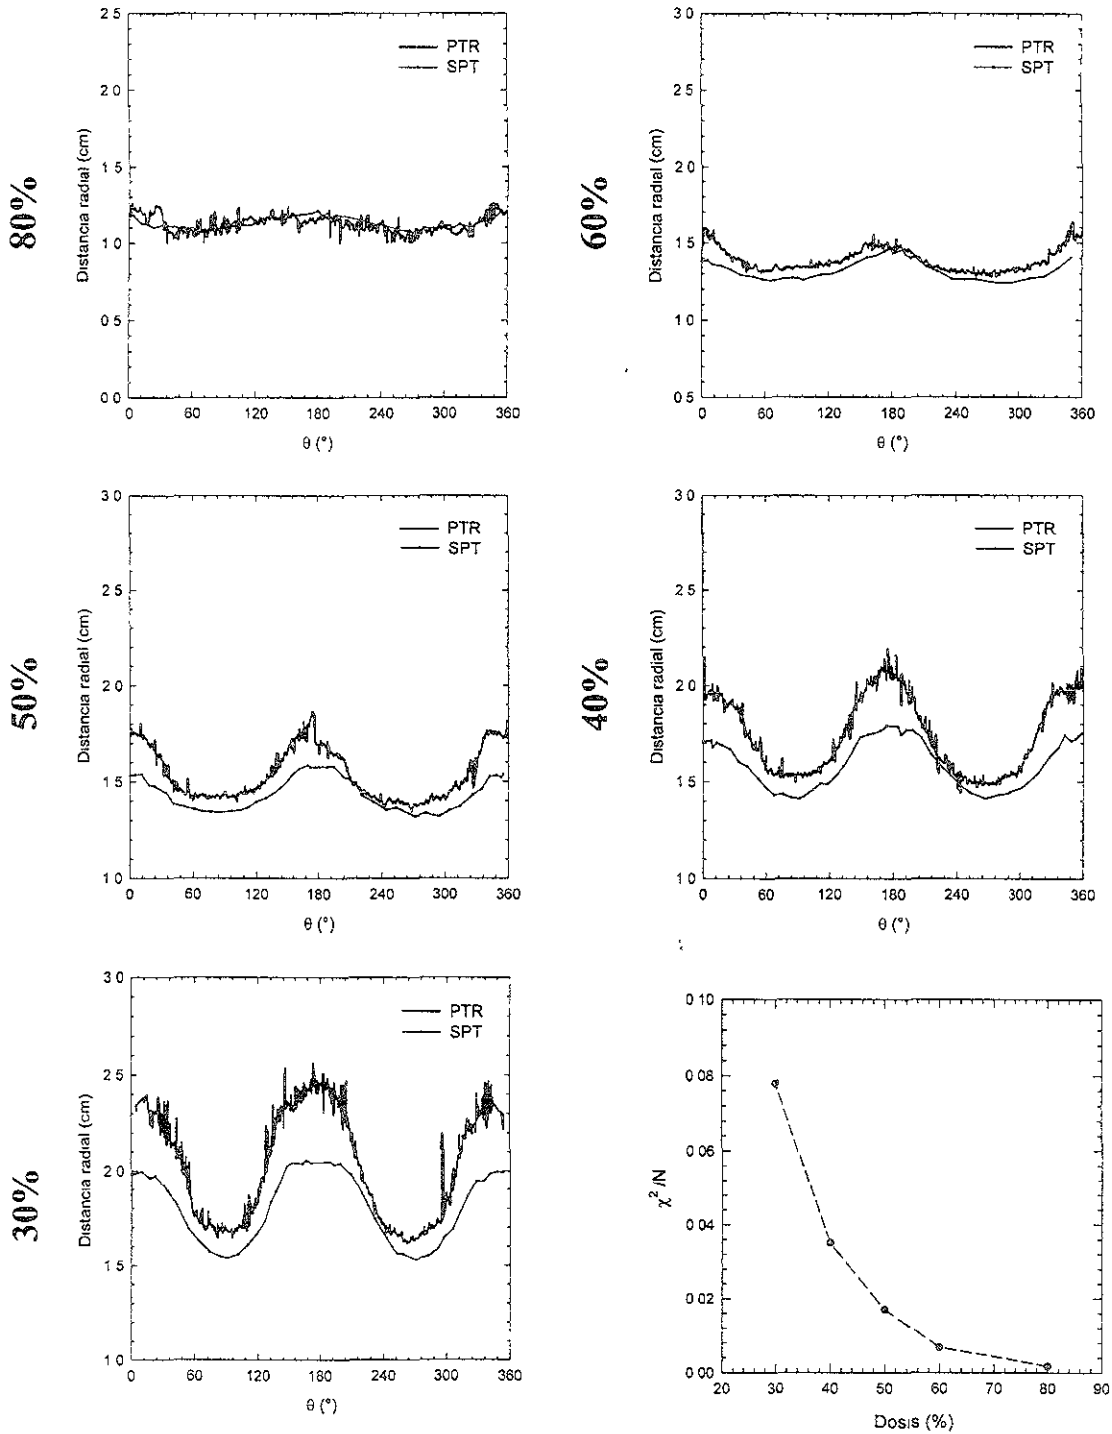 80%
2 5
2 0
1 5
1 0
0 5
0 0
Distancia radial (cm)
PTR
SPT
0 60 120 180 240 300 360
θ (°)
60%
3 0
2 5
2 0
1 5
1 0
0 5
Distancia radial (cm)
PTR
SPT
0 60 120 180 240 300 360
θ (°)
50%
3 0
2 5
2 0
1 5
1 0
Distancia radial (cm)
PTR
SPT
0 60 120 180 240 300 360
θ (°)
40%
3 0
2 5
2 0
1 5
1 0
Distancia radial (cm)
PTR
SPT
0 60 120 180 240 300 360
θ (°)
30%
3 0
2 5
2 0
1 5
1 0
Distancia radial (cm)
PTR
SPT
0 60 120 180 240 300 360
θ (°)
0 10
0 08
0 06
0 04
0 02
0 00
χ² /N
20 30 40 50 60 70 80 90
Dosis (%)